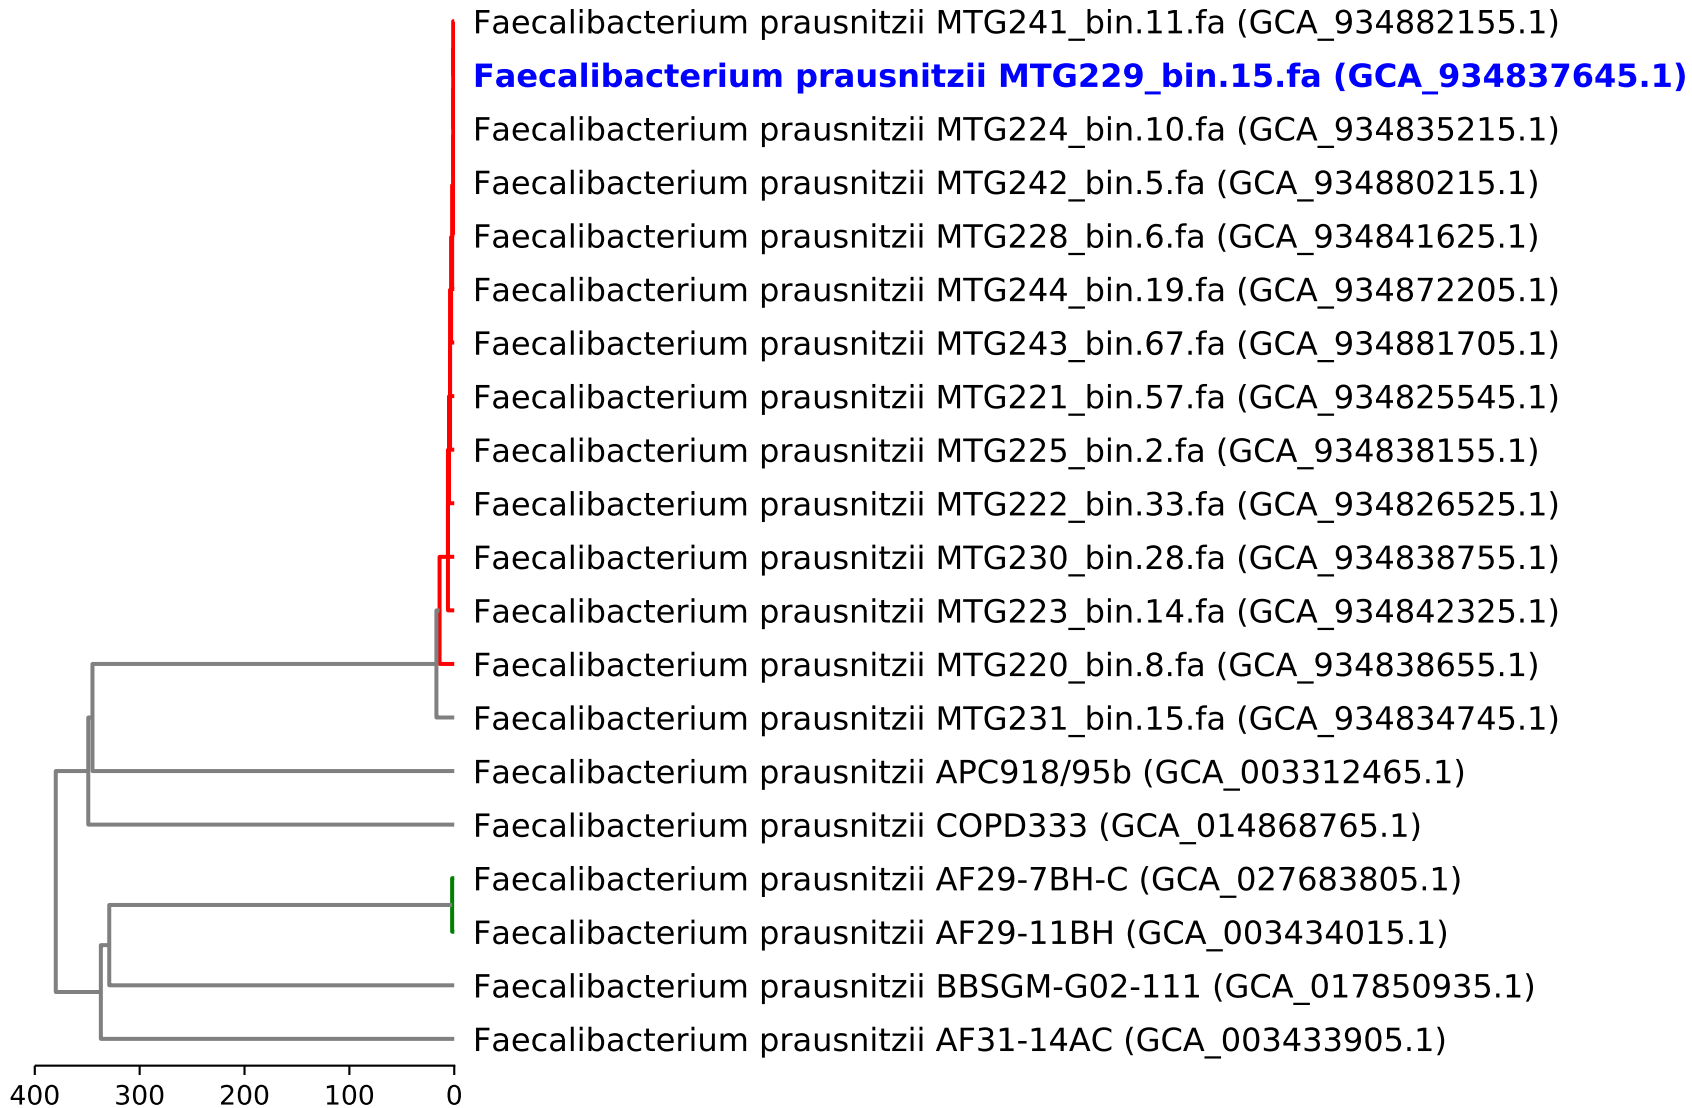 Faecalibacterium prausnitzii MTG241_bin.11.fa (GCA_934882155.1)
Faecalibacterium prausnitzii MTG229_bin.15.fa (GCA_934837645.1)
Faecalibacterium prausnitzii MTG224_bin.10.fa (GCA_934835215.1)
Faecalibacterium prausnitzii MTG242_bin.5.fa (GCA_934880215.1)
Faecalibacterium prausnitzii MTG228_bin.6.fa (GCA_934841625.1)
Faecalibacterium prausnitzii MTG244_bin.19.fa (GCA_934872205.1)
Faecalibacterium prausnitzii MTG243_bin.67.fa (GCA_934881705.1)
Faecalibacterium prausnitzii MTG221_bin.57.fa (GCA_934825545.1)
Faecalibacterium prausnitzii MTG225_bin.2.fa (GCA_934838155.1)
Faecalibacterium prausnitzii MTG222_bin.33.fa (GCA_934826525.1)
Faecalibacterium prausnitzii MTG230_bin.28.fa (GCA_934838755.1)
Faecalibacterium prausnitzii MTG223_bin.14.fa (GCA_934842325.1)
Faecalibacterium prausnitzii MTG220_bin.8.fa (GCA_934838655.1)
Faecalibacterium prausnitzii MTG231_bin.15.fa (GCA_934834745.1)
Faecalibacterium prausnitzii APC918/95b (GCA_003312465.1)
Faecalibacterium prausnitzii COPD333 (GCA_014868765.1)
Faecalibacterium prausnitzii AF29-7BH-C (GCA_027683805.1)
Faecalibacterium prausnitzii AF29-11BH (GCA_003434015.1)
Faecalibacterium prausnitzii BBSGM-G02-111 (GCA_017850935.1)
Faecalibacterium prausnitzii AF31-14AC (GCA_003433905.1)
400 300 200 100 0